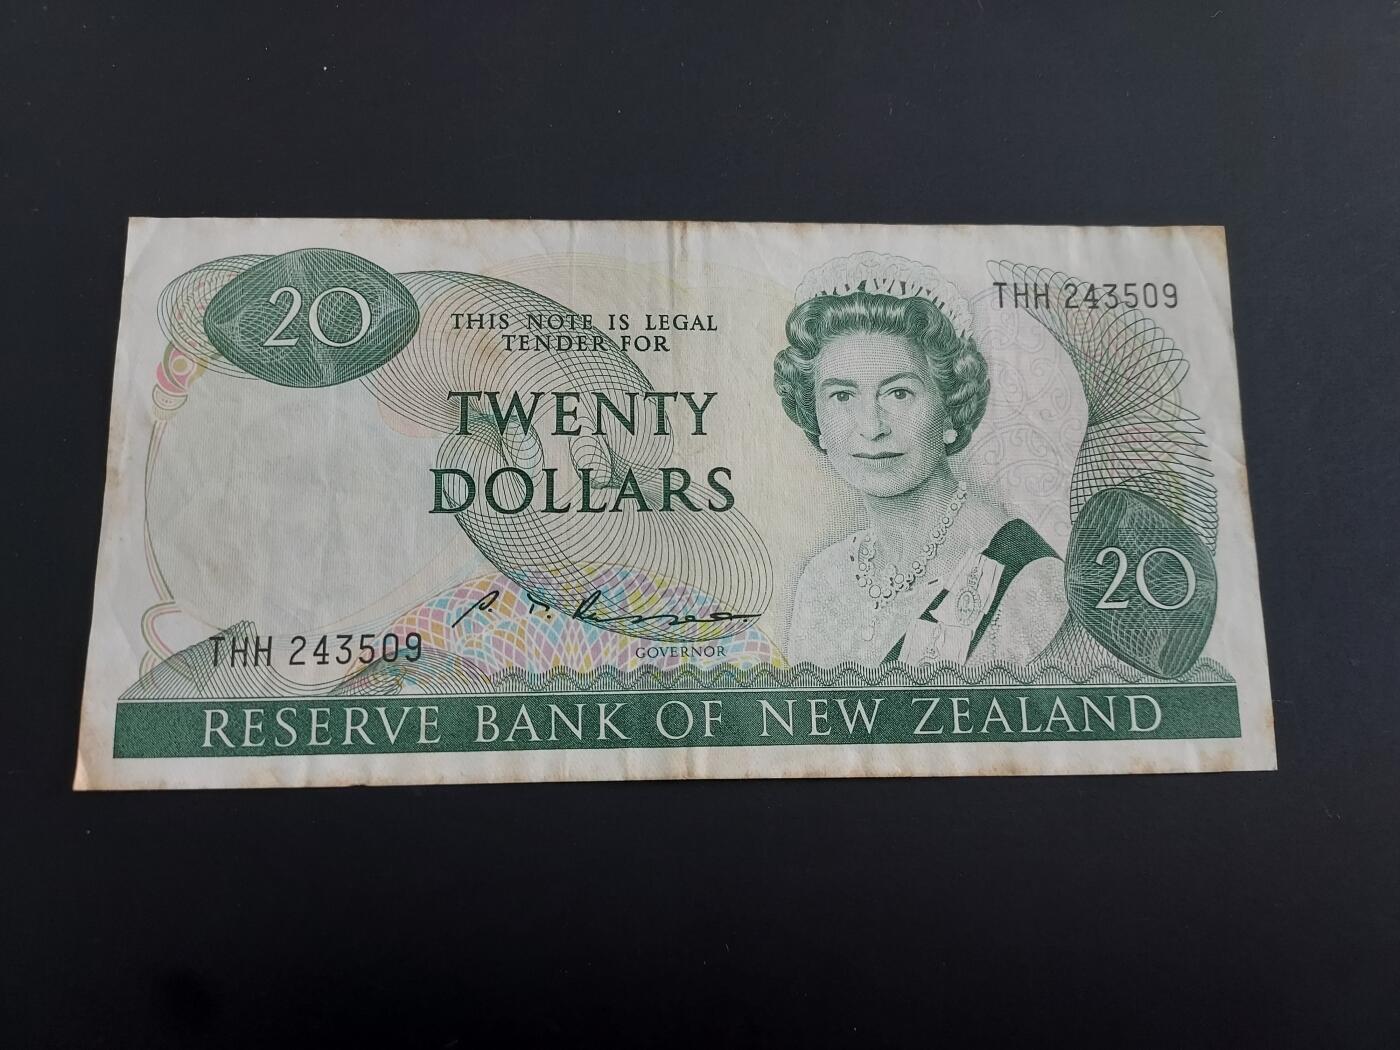 20
THH 243509
THIS NOTE IS LEGAL
TENDER FOR
TWENTY
DOLLARS
20
GOVERNOR
THH 243509
RESERVE BANK OF NEW ZEALAND